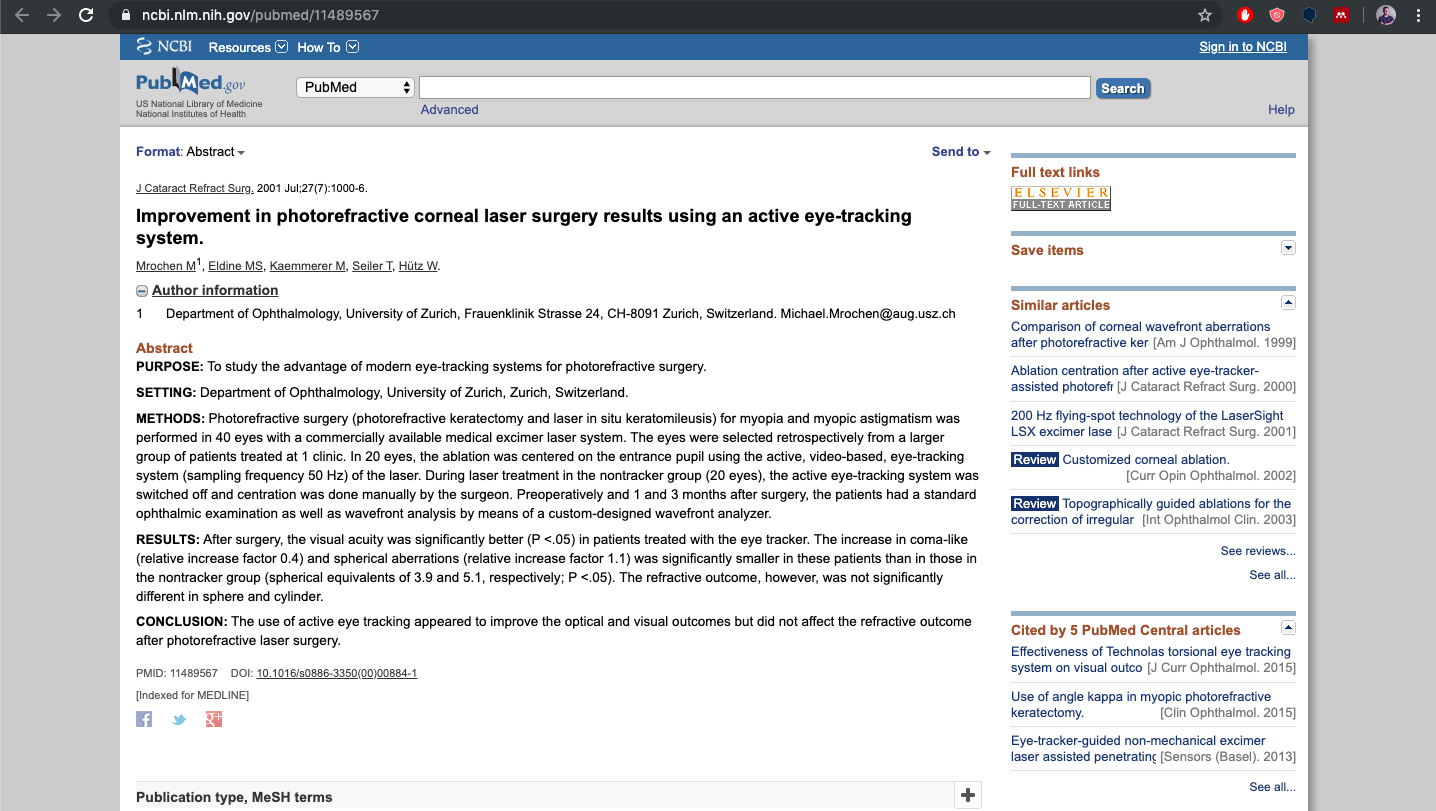 ncbi.nlm.nih.gov/pubmed/11489567
NCBI Resources How To Sign in to NCBI
PubMed.gov
US National Library of Medicine
National Institutes of Health
PubMed
Search
Advanced
Help
Format: Abstract
Send to
J Cataract Refract Surg. 2001 Jul;27(7):1000-6.
Improvement in photorefractive corneal laser surgery results using an active eye-tracking
system.
Mrochen M1, Eldine MS, Kaemmerer M, Seiler T, Hütz W.
Author information
1 Department of Ophthalmology, University of Zurich, Frauenklinik Strasse 24, CH-8091 Zurich, Switzerland. Michael.Mrochen@aug.usz.ch
Abstract
PURPOSE: To study the advantage of modern eye-tracking systems for photorefractive surgery.
SETTING: Department of Ophthalmology, University of Zurich, Zurich, Switzerland.
METHODS: Photorefractive surgery (photorefractive keratectomy and laser in situ keratomileusis) for myopia and myopic astigmatism was
performed in 40 eyes with a commercially available medical excimer laser system. The eyes were selected retrospectively from a larger
group of patients treated at 1 clinic. In 20 eyes, the ablation was centered on the entrance pupil using the active, video-based, eye-tracking
system (sampling frequency 50 Hz) of the laser. During laser treatment in the nontracker group (20 eyes), the active eye-tracking system was
switched off and centration was done manually by the surgeon. Preoperatively and 1 and 3 months after surgery, the patients had a standard
ophthalmic examination as well as wavefront analysis by means of a custom-designed wavefront analyzer.
RESULTS: After surgery, the visual acuity was significantly better (P <.05) in patients treated with the eye tracker. The increase in coma-like
(relative increase factor 0.4) and spherical aberrations (relative increase factor 1.1) was significantly smaller in these patients than in those in
the nontracker group (spherical equivalents of 3.9 and 5.1, respectively; P <.05). The refractive outcome, however, was not significantly
different in sphere and cylinder.
CONCLUSION: The use of active eye tracking appeared to improve the optical and visual outcomes but did not affect the refractive outcome
after photorefractive laser surgery.
PMID: 11489567 DOI: 10.1016/s0886-3350(00)00884-1
[Indexed for MEDLINE]
Publication type, MeSH terms
Full text links
ELSEVIER
FULL-TEXT ARTICLE
Save items
Similar articles
Comparison of corneal wavefront aberrations
after photorefractive ker [Am J Ophthalmol. 1999]
Ablation centration after active eye-tracker-
assisted photorefr [J Cataract Refract Surg. 2000]
200 Hz flying-spot technology of the LaserSight
LSX excimer lase [J Cataract Refract Surg. 2001]
Review Customized corneal ablation.
[Curr Opin Ophthalmol. 2002]
Review Topographically guided ablations for the
correction of irregular [Int Ophthalmol Clin. 2003]
See reviews...
See all...
Cited by 5 PubMed Central articles
Effectiveness of Technolas torsional eye tracking
system on visual outco [J Curr Ophthalmol. 2015]
Use of angle kappa in myopic photorefractive
keratectomy. [Clin Ophthalmol. 2015]
Eye-tracker-guided non-mechanical excimer
laser assisted penetrating [Sensors (Basel). 2013]
See all...